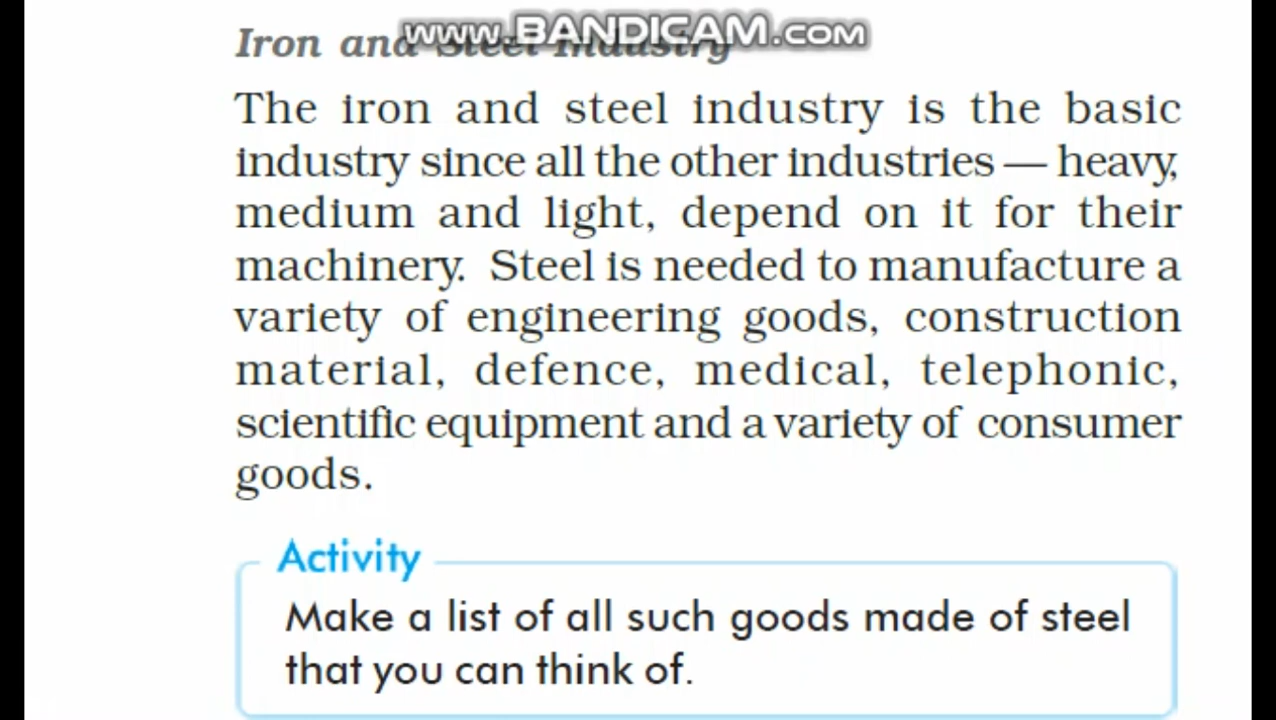 www.BANDICAM.com
Iron and Steel Industry
The iron and steel industry is the basic
industry since all the other industries — heavy,
medium and light, depend on it for their
machinery. Steel is needed to manufacture a
variety of engineering goods, construction
material, defence, medical, telephonic,
scientific equipment and a variety of consumer
goods.
Activity
Make a list of all such goods made of steel
that you can think of.